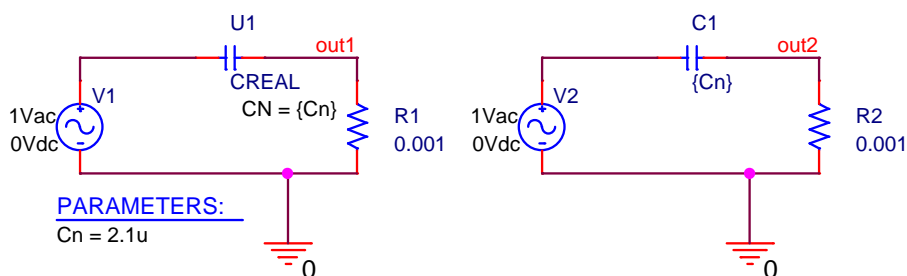 U1
out1
CREAL
CN = {Cn}
V1
1Vac
0Vdc
R1
0.001
PARAMETERS:
Cn = 2.1u
0
C1
out2
{Cn}
V2
1Vac
0Vdc
R2
0.001
0